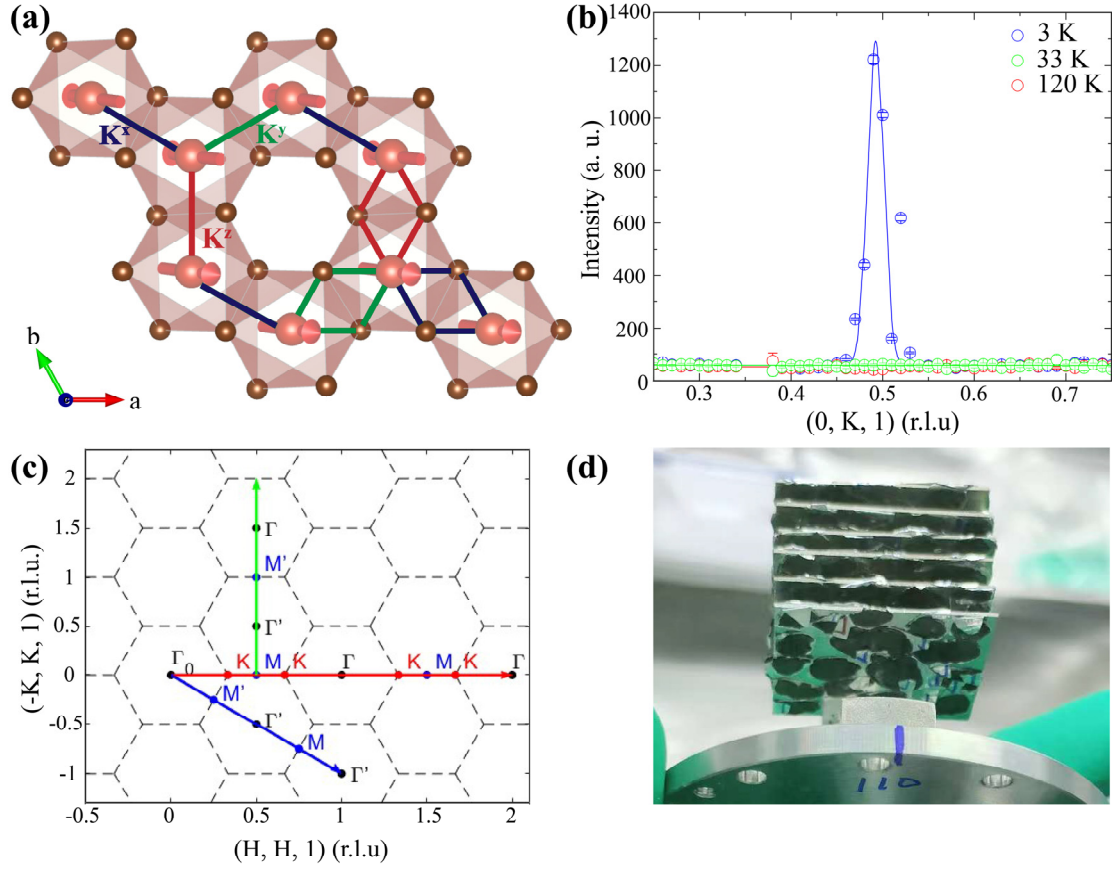 (a)
K^x
K^y
K^z
b
a
(b)
1400
1200
1000
800
600
400
200
0
Intensity (a. u.)
3 K
33 K
120 K
0.3
0.4
0.5
0.6
0.7
(0, K, 1) (r.l.u)
(c)
2
1.5
1
0.5
0
-0.5
-1
(-K, K, 1) (r.l.u.)
Γ
M'
Γ'
Γ₀
K
M
K
Γ
K
M
K
Γ
M'
Γ'
M
Γ'
-0.5
0
0.5
1
1.5
2
(H, H, 1) (r.l.u)
(d)
110